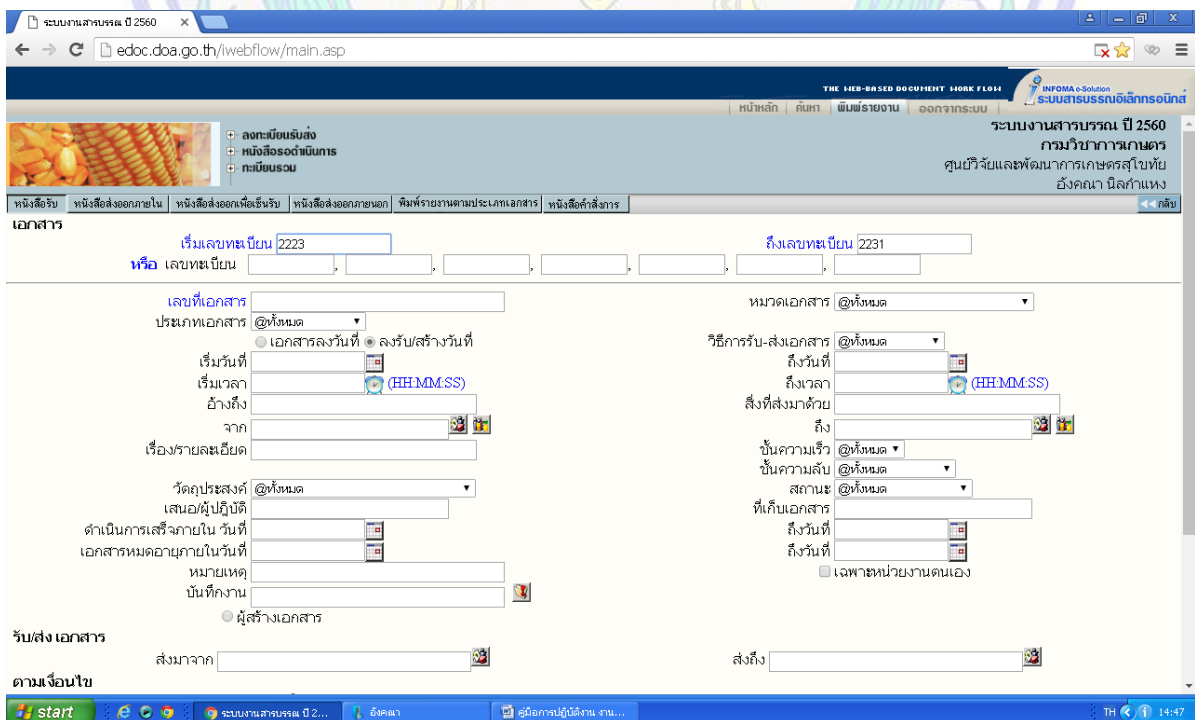 ระบบงานสารบรรณ ปี 2560
edoc.doa.go.th/iwebflow/main.asp
THE WEB-BASED DOCUMENT WORK FLOW
INFOMA e-Solution
ระบบสารบรรณอิเล็กทรอนิกส์
หน้าหลัก | ค้นหา | พิมพ์รายงาน | ออกจากระบบ
ลงทะเบียนรับส่ง
หนังสือรอดำเนินการ
ทะเบียนรวม
ระบบงานสารบรรณ ปี 2560
กรมวิชาการเกษตร
ศูนย์วิจัยและพัฒนาการเกษตรสุโขทัย
อังคณา นิลกำแหง
หนังสือรับ หนังสือส่งออกภายใน หนังสือส่งออกเพื่อเซ็นรับ หนังสือส่งออกภายนอก พิมพ์รายงานตามประเภทเอกสาร หนังสือคำสั่งการ กลับ
เอกสาร
เริ่มเลขทะเบียน 2223 ถึงเลขทะเบียน 2231
หรือ เลขทะเบียน , , , , , ,
เลขที่เอกสาร หมวดเอกสาร @ทั้งหมด
ประเภทเอกสาร @ทั้งหมด
เอกสารลงวันที่ ลงรับ/สร้างวันที่ วิธีการรับ-ส่งเอกสาร @ทั้งหมด
เริ่มวันที่ ถึงวันที่
เริ่มเวลา (HH:MM:SS) ถึงเวลา (HH:MM:SS)
อ้างถึง สิ่งที่ส่งมาด้วย
จาก ถึง
เรื่อง/รายละเอียด ชั้นความเร็ว @ทั้งหมด
ชั้นความลับ @ทั้งหมด
วัตถุประสงค์ @ทั้งหมด สถานะ @ทั้งหมด
เสนอ/ผู้ปฏิบัติ ที่เก็บเอกสาร
ดำเนินการเสร็จภายใน วันที่ ถึงวันที่
เอกสารหมดอายุภายในวันที่ ถึงวันที่
หมายเหตุ เฉพาะหน่วยงานตนเอง
บันทึกงาน
ผู้สร้างเอกสาร
รับ/ส่ง เอกสาร
ส่งมาจาก ส่งถึง
ตามเงื่อนไข
start ระบบงานสารบรรณ ปี 2... อังคณา คู่มือการปฏิบัติงาน งาน... TH 14:47